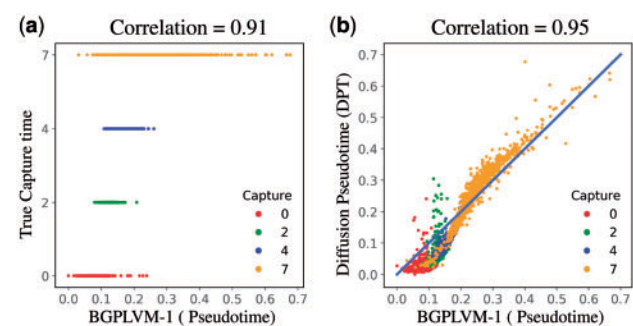 (a) Correlation = 0.91
True Capture time
7
4
2
0
Capture
0
2
4
7
0.0 0.1 0.2 0.3 0.4 0.5 0.6 0.7
BGPLVM-1 ( Pseudotime)
(b) Correlation = 0.95
Diffusion Pseudotime (DPT)
0.7
0.6
0.5
0.4
0.3
0.2
0.1
0.0
Capture
0
2
4
7
0.0 0.1 0.2 0.3 0.4 0.5 0.6 0.7
BGPLVM-1 ( Pseudotime)